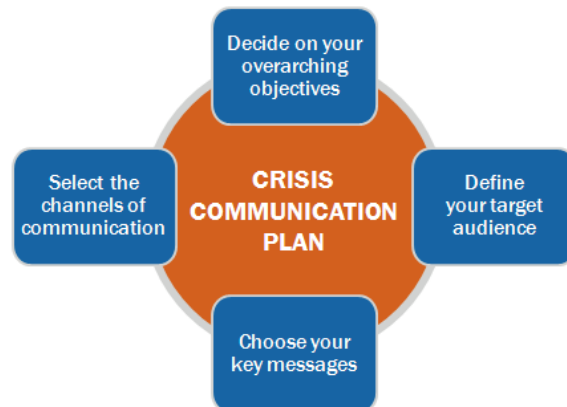 Decide on your
overarching
objectives
Select the
channels of
communication
CRISIS
COMMUNICATION
PLAN
Define
your target
audience
Choose your
key messages